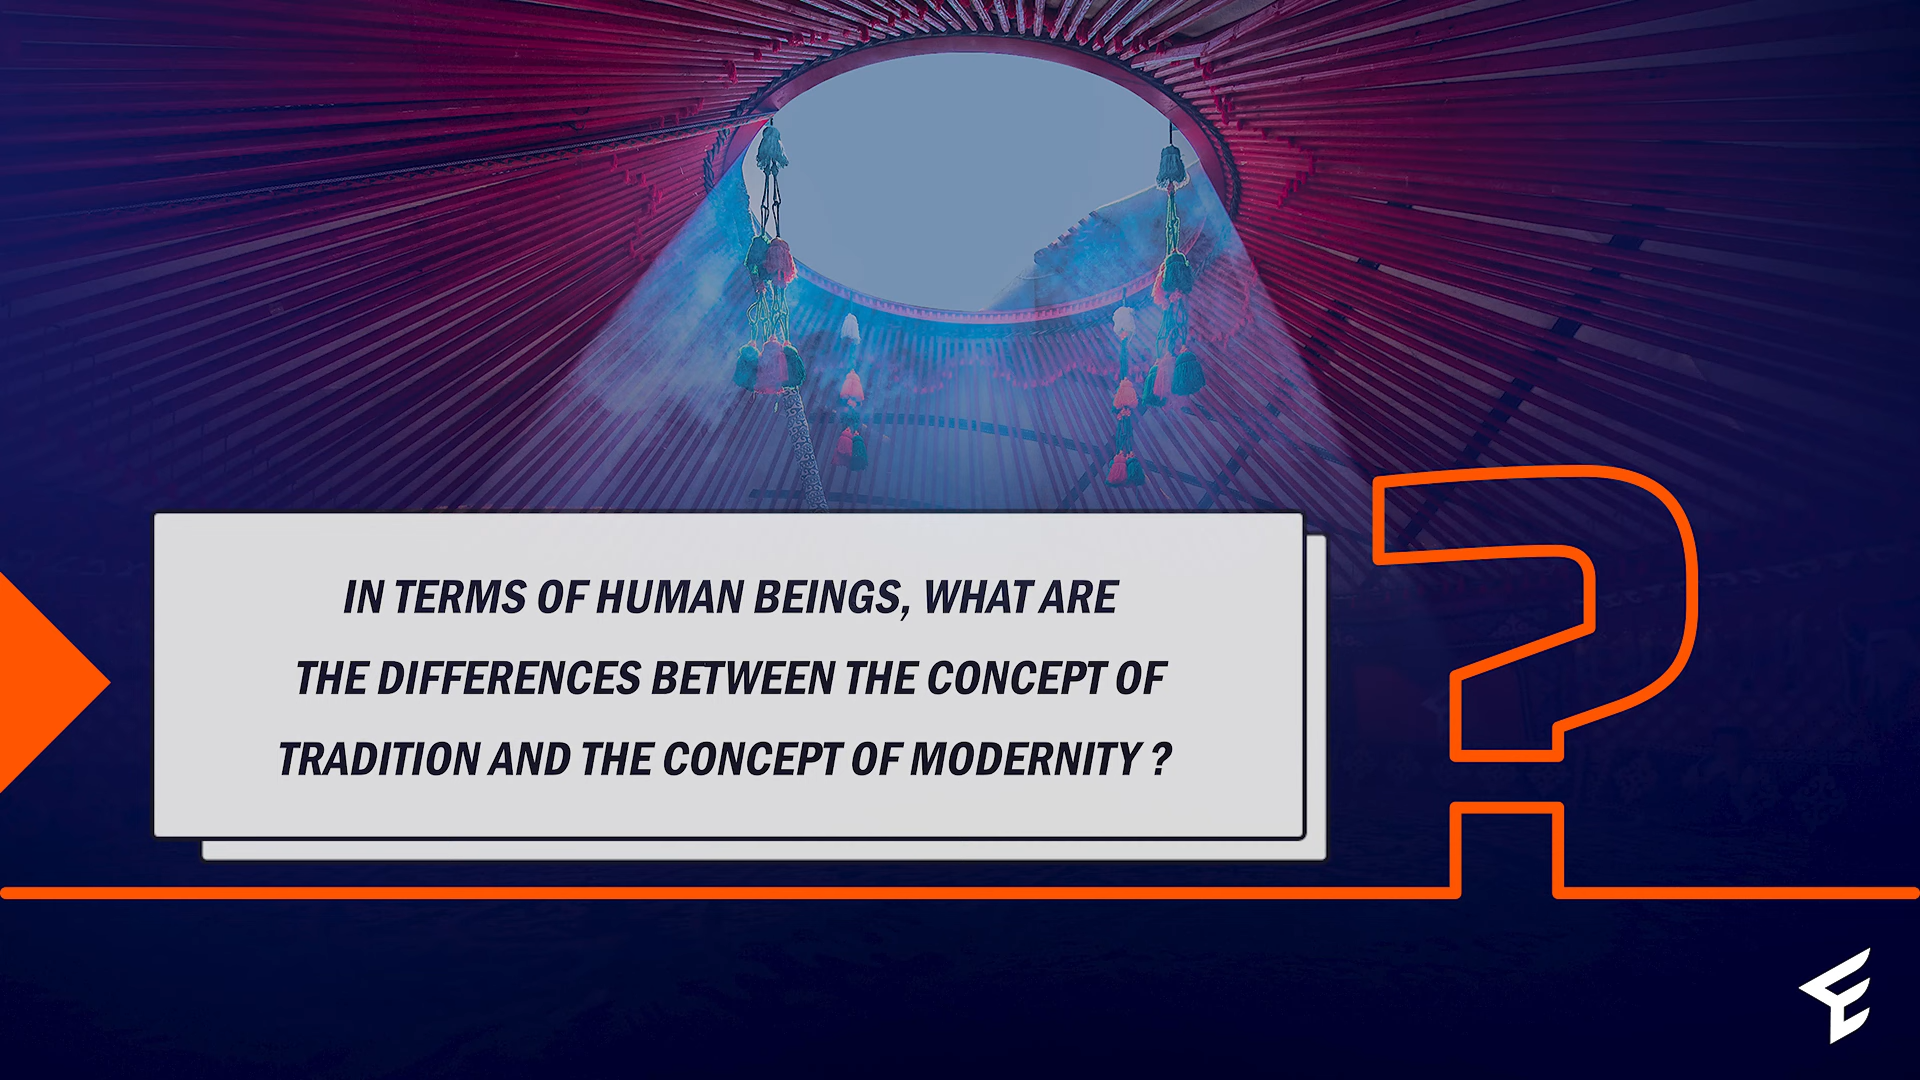 IN TERMS OF HUMAN BEINGS, WHAT ARE
THE DIFFERENCES BETWEEN THE CONCEPT OF
TRADITION AND THE CONCEPT OF MODERNITY ?